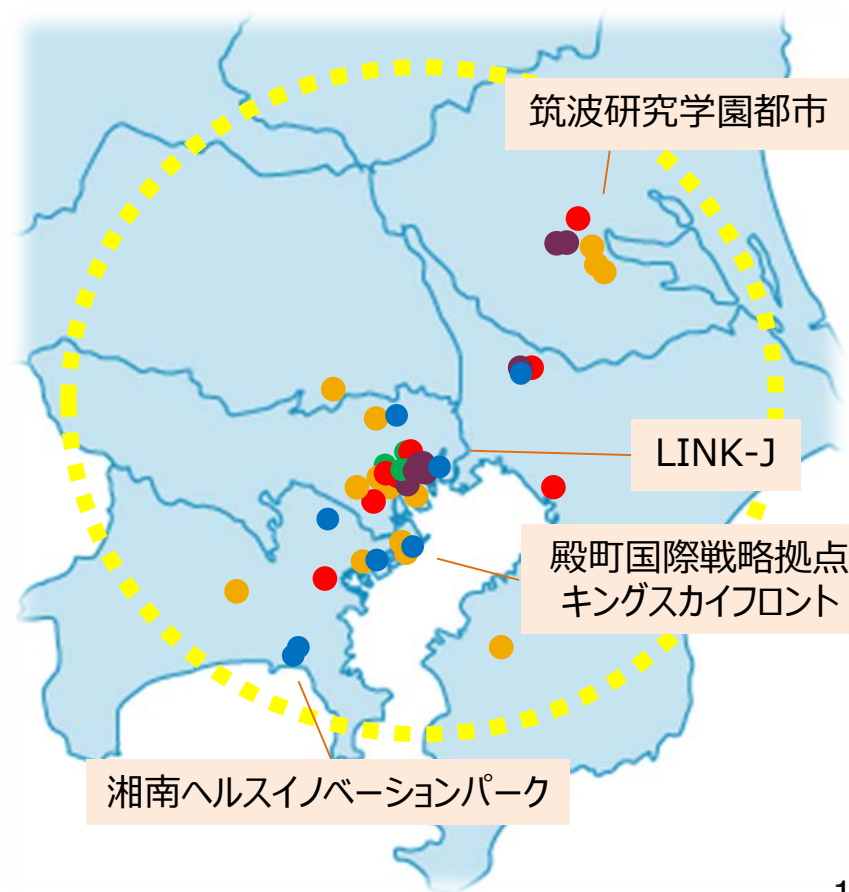 筑波研究学園都市
LINK-J
殿町国際戦略拠点
キングスカイフロント
湘南ヘルスイノベーションパーク
1